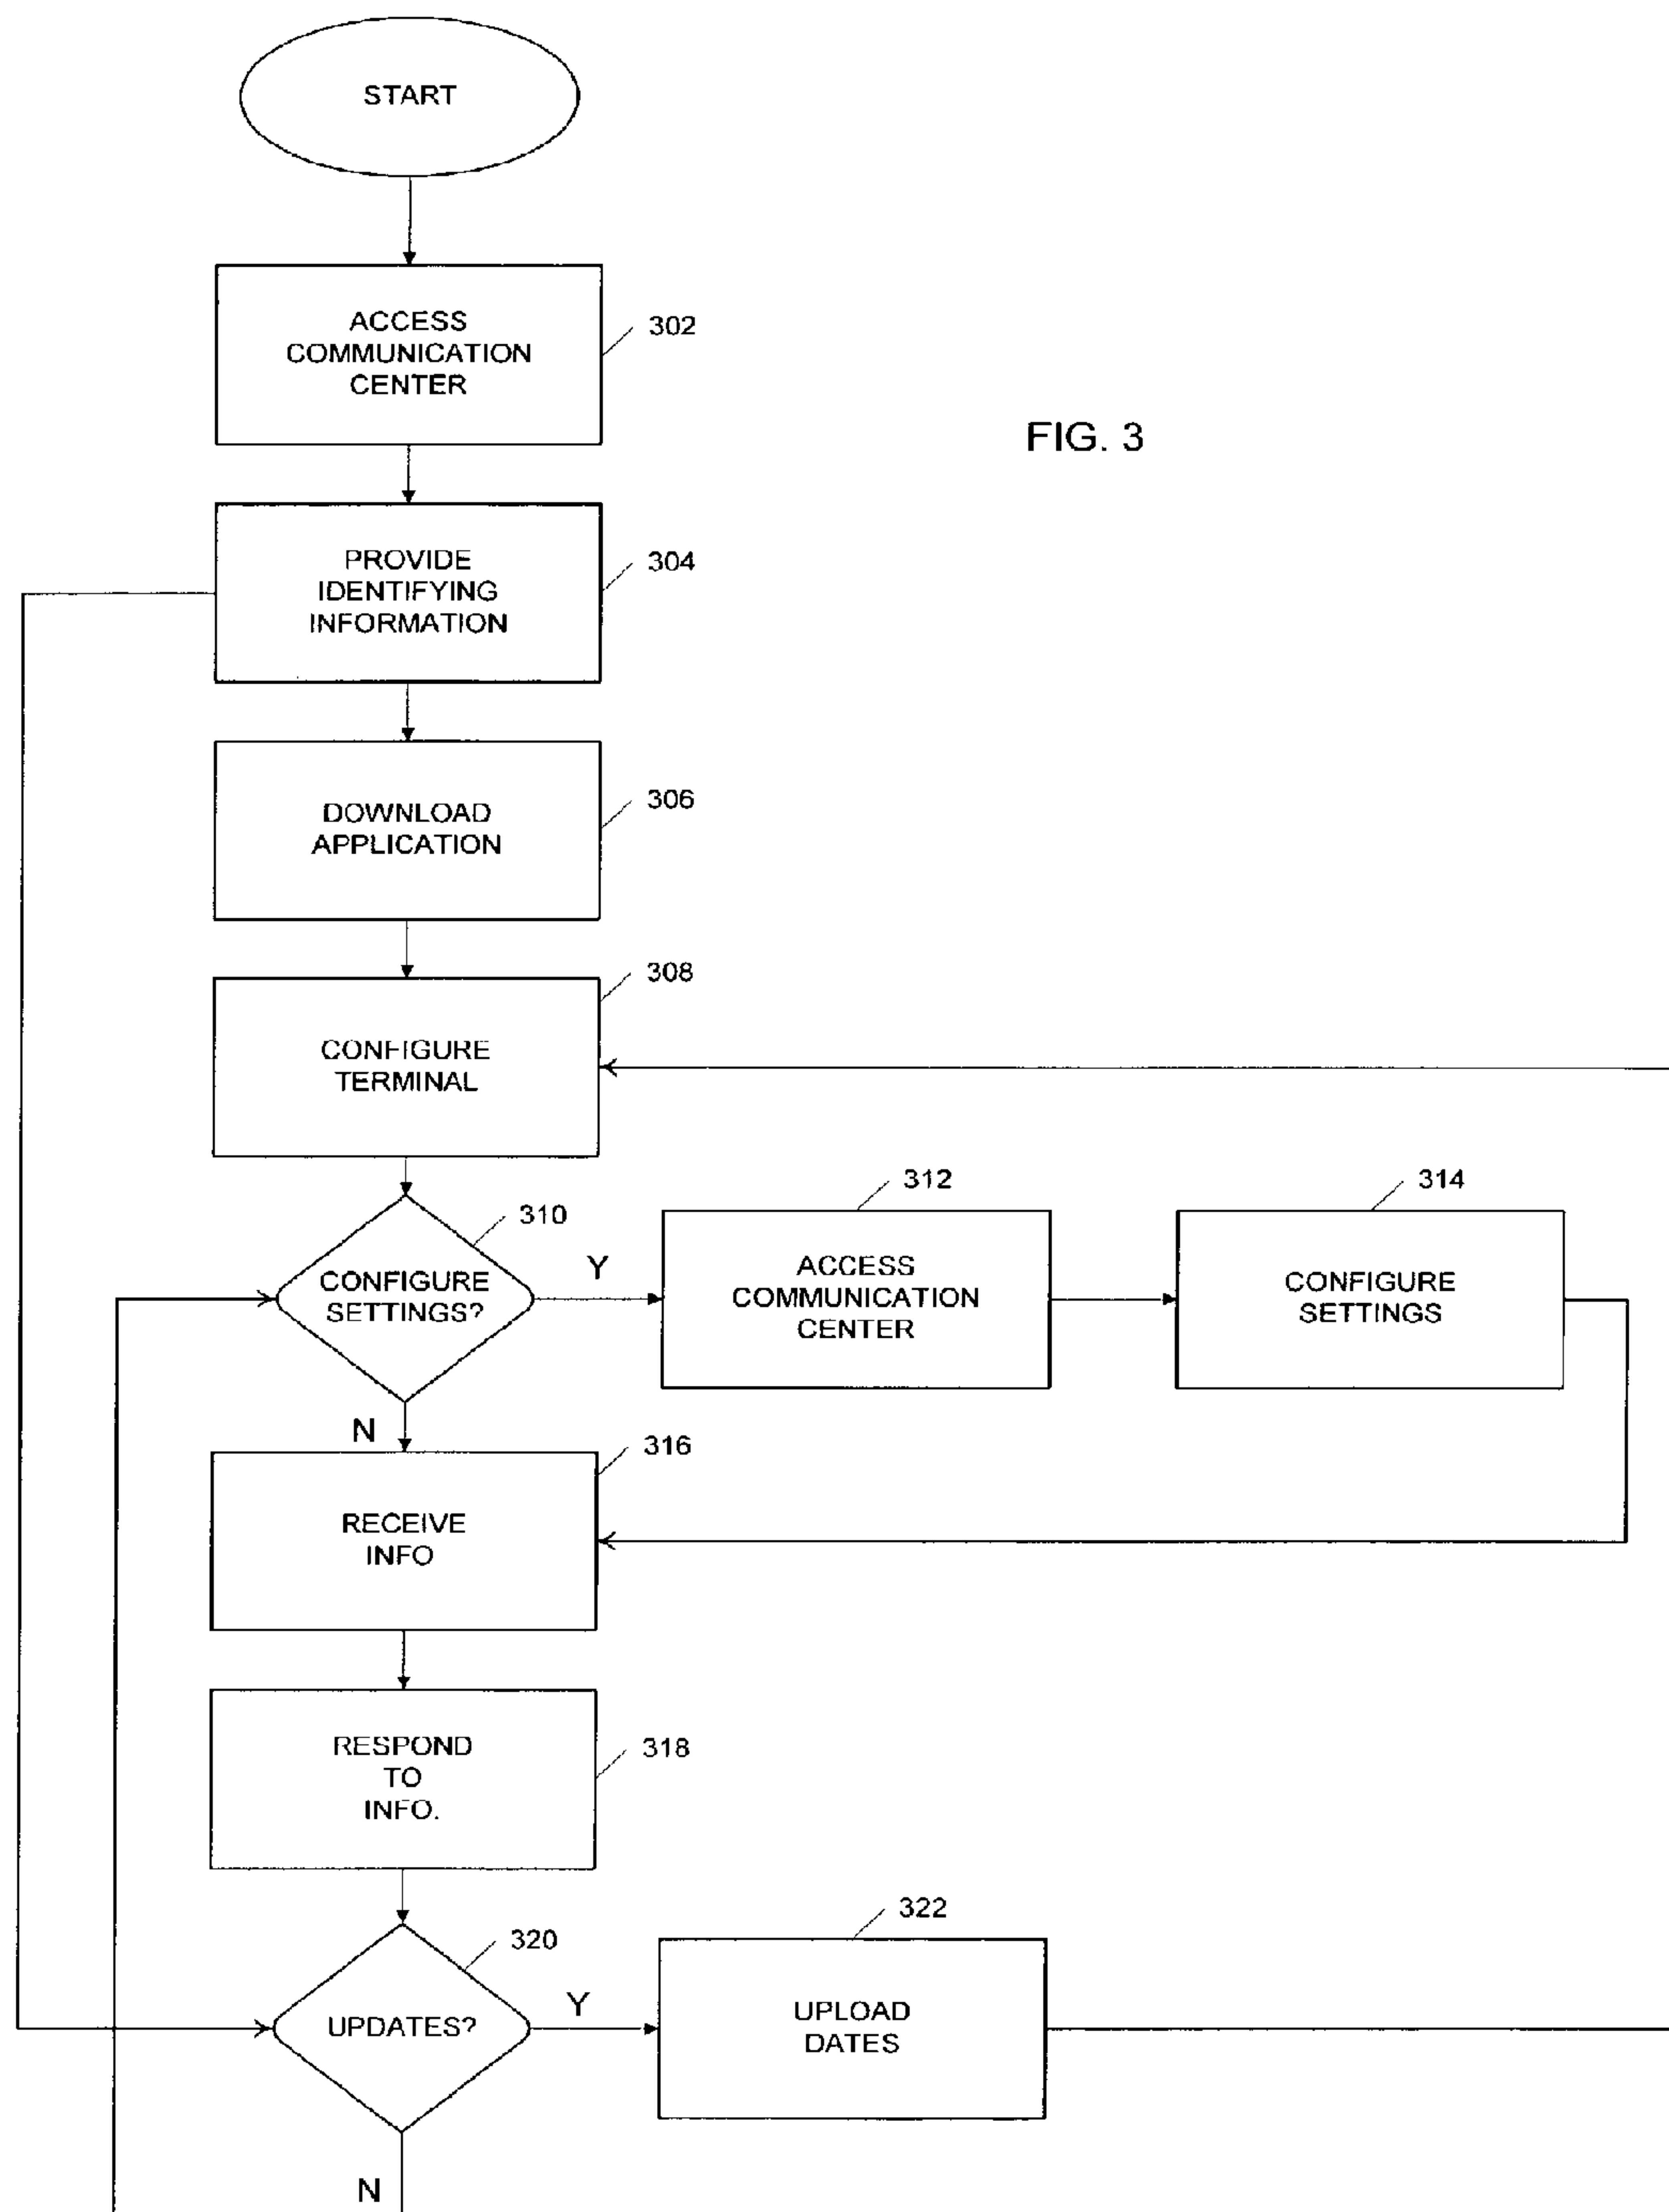 START
ACCESS
COMMUNICATION
CENTER
302
FIG. 3
PROVIDE
IDENTIFYING
INFORMATION
304
DOWNLOAD
APPLICATION
306
CONFIGURE
TERMINAL
308
CONFIGURE
SETTINGS?
310
Y
N
ACCESS
COMMUNICATION
CENTER
312
CONFIGURE
SETTINGS
314
RECEIVE
INFO
316
RESPOND
TO
INFO.
318
UPDATES?
320
Y
N
UPLOAD
DATES
322